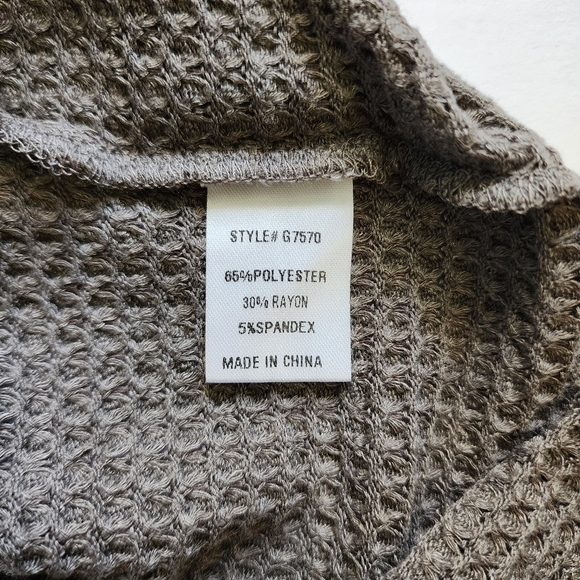 STYLE# G7570
65%POLYESTER
30% RAYON
5%SPANDEX
MADE IN CHINA